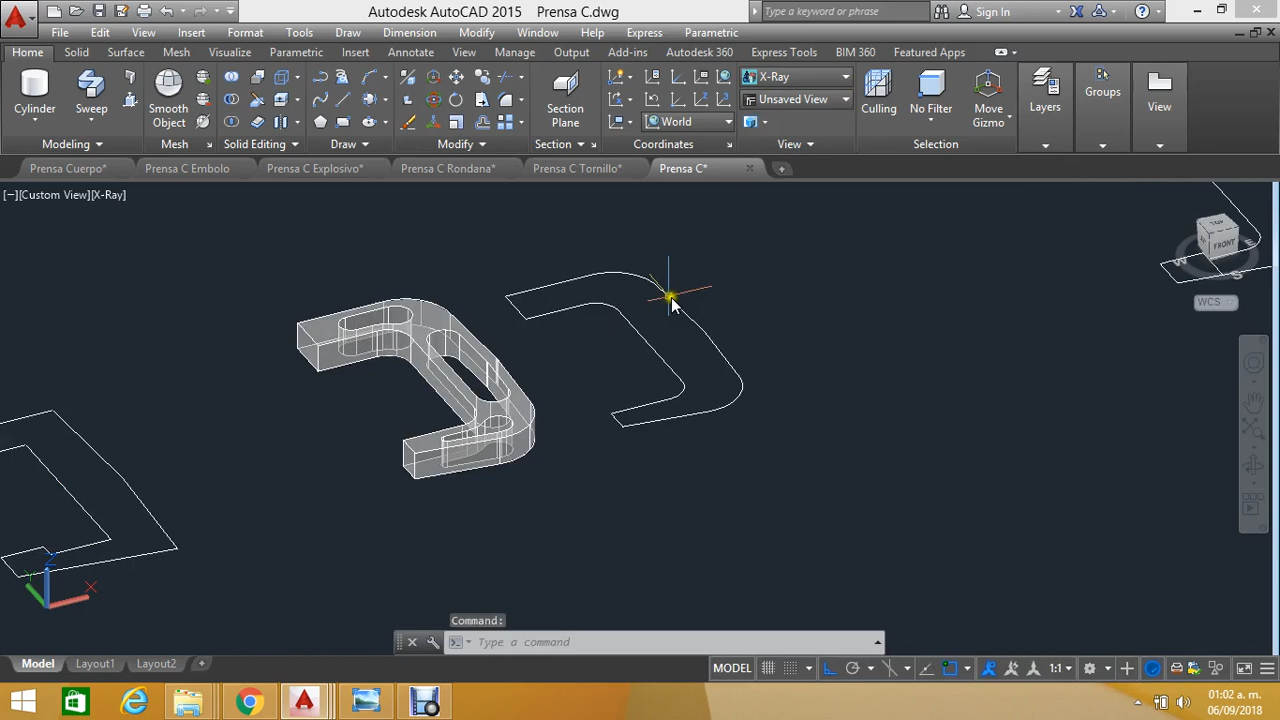 Autodesk AutoCAD 2015 Prensa C.dwg
Type a keyword or phrase
Sign In
File Edit View Insert Format Tools Draw Dimension Modify Window Help Express Parametric
Home Solid Surface Mesh Visualize Parametric Insert Annotate View Manage Output Add-ins Autodesk 360 Express Tools BIM 360 Featured Apps
X-Ray
Unsaved View
World
Cylinder Sweep Smooth Object Section Plane Culling No Filter Move Gizmo Layers Groups View
Modeling Mesh Solid Editing Draw Modify Section Coordinates View Selection
Prensa Cuerpo* Prensa C Embolo Prensa C Explosivo* Prensa C Rondana* Prensa C Tornillo* Prensa C*
[−][Custom View][X-Ray]
TOP
FRONT
W
E
S
WCS
Z
Y
X
Command:
Type a command
Model Layout1 Layout2
MODEL
1:1
01:02 a. m.
06/09/2018